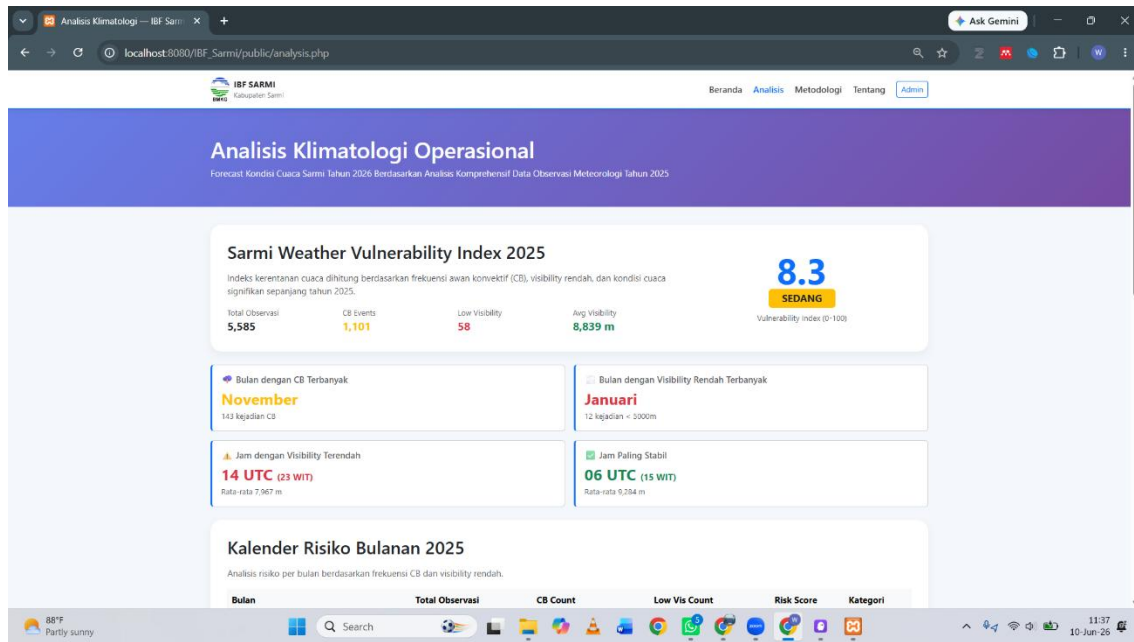 Analisis Klimatologi — IBF Sarm
Ask Gemini
localhost:8080/IBF_Sarmi/public/analysis.php
W
IBF SARMI
Kabupaten Sarmi
BMKG
Beranda Analisis Metodologi Tentang Admin
Analisis Klimatologi Operasional
Forecast Kondisi Cuaca Sarmi Tahun 2026 Berdasarkan Analisis Komprehensif Data Observasi Meteorologi Tahun 2025
Sarmi Weather Vulnerability Index 2025
Indeks kerentanan cuaca dihitung berdasarkan frekuensi awan konvektif (CB), visibility rendah, dan kondisi cuaca
signifikan sepanjang tahun 2025.
Total Observasi CB Events Low Visibility Avg Visibility
5,585 1,101 58 8,839 m
8.3
SEDANG
Vulnerability Index (0-100)
Bulan dengan CB Terbanyak
November
143 kejadian CB
Bulan dengan Visibility Rendah Terbanyak
Januari
12 kejadian < 5000m
Jam dengan Visibility Terendah
14 UTC (23 WIT)
Rata-rata 7,967 m
Jam Paling Stabil
06 UTC (15 WIT)
Rata-rata 9,284 m
Kalender Risiko Bulanan 2025
Analisis risiko per bulan berdasarkan frekuensi CB dan visibility rendah.
Bulan Total Observasi CB Count Low Vis Count Risk Score Kategori
88°F
Partly sunny
Search
11:37
10-Jun-26